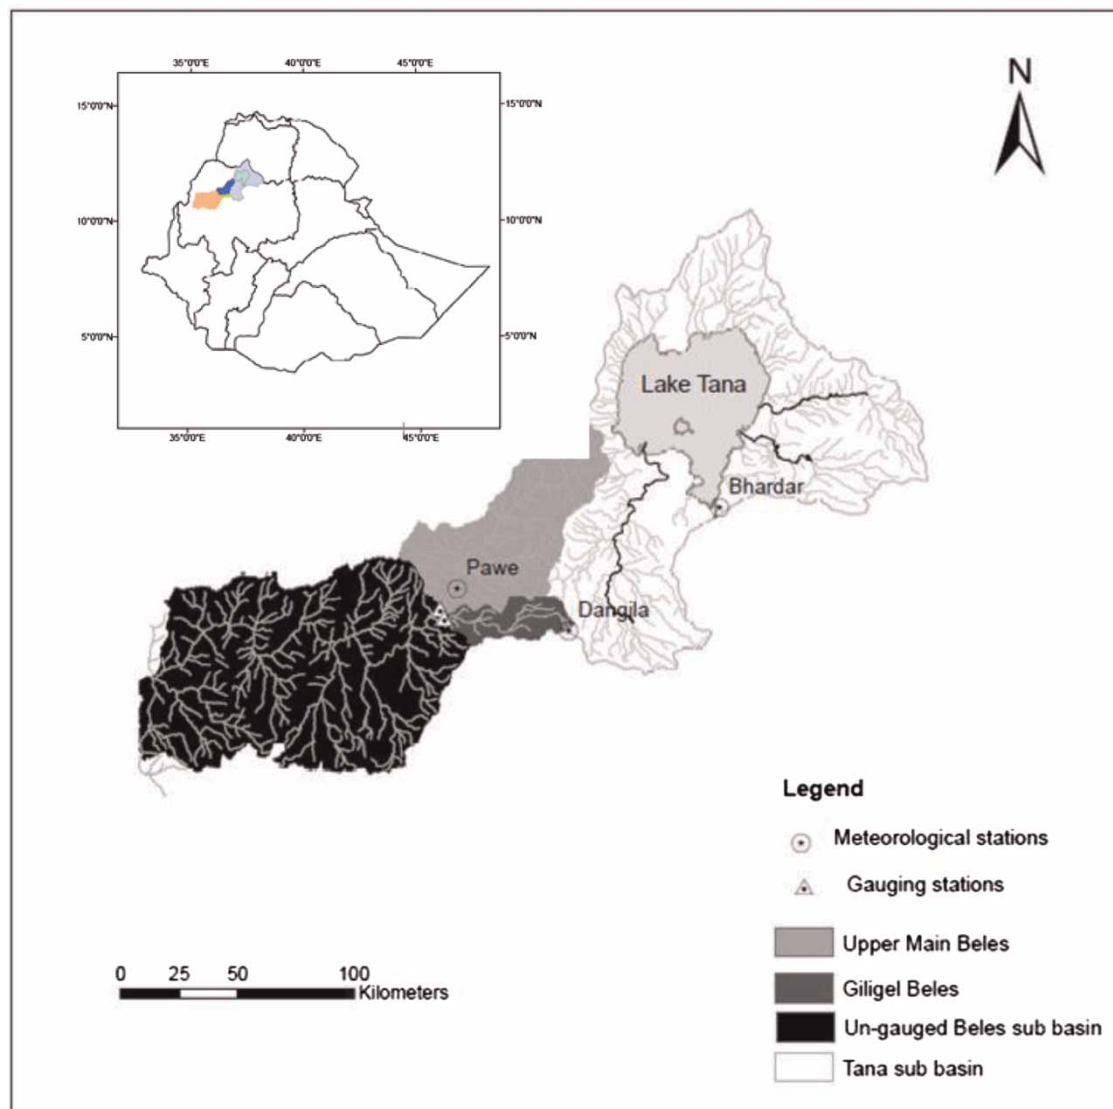 35°0'0"E 40°0'0"E 45°0'0"E
15°0'0"N 15°0'0"N
10°0'0"N 10°0'0"N
5°0'0"N 5°0'0"N
35°0'0"E 40°0'0"E 45°0'0"E
N
Lake Tana
Bhardar
Pawe
Dangila
Legend
Meteorological stations
Gauging stations
Upper Main Beles
Giligel Beles
Un-gauged Beles sub basin
Tana sub basin
0 25 50 100
Kilometers